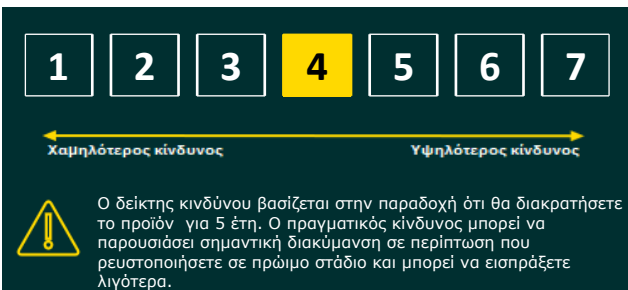 1 2 3 4 5 6 7
Χαμηλότερος κίνδυνος Υψηλότερος κίνδυνος
Ο δείκτης κινδύνου βασίζεται στην παραδοχή ότι θα διακρατήσετε
το προϊόν για 5 έτη. Ο πραγματικός κίνδυνος μπορεί να
παρουσιάσει σημαντική διακύμανση σε περίπτωση που
ρευστοποιήσετε σε πρώιμο στάδιο και μπορεί να εισπράξετε
λιγότερα.